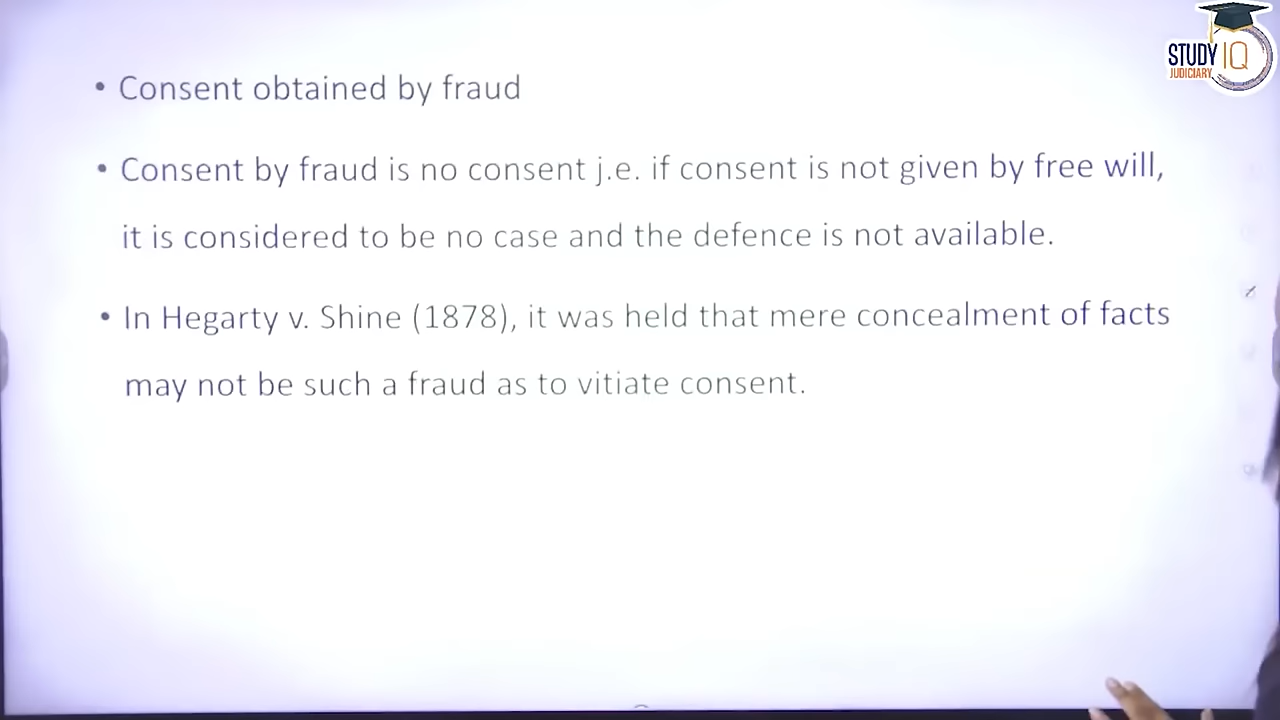 STUDY IQ
JUDICIARY
• Consent obtained by fraud
• Consent by fraud is no consent j.e. if consent is not given by free will,
it is considered to be no case and the defence is not available.
• In Hegarty v. Shine (1878), it was held that mere concealment of facts
may not be such a fraud as to vitiate consent.